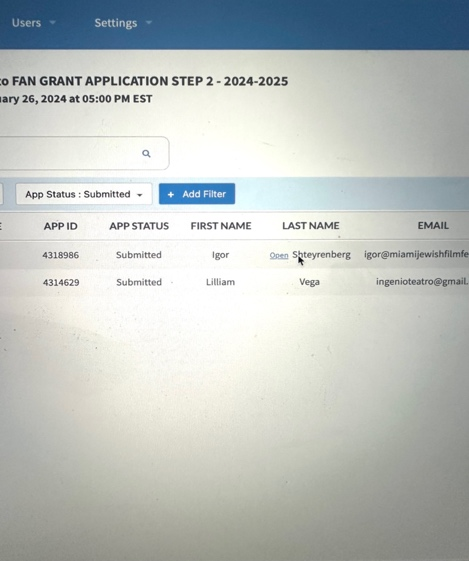 Users Settings
to FAN GRANT APPLICATION STEP 2 - 2024-2025
ary 26, 2024 at 05:00 PM EST
App Status : Submitted + Add Filter
E APP ID APP STATUS FIRST NAME LAST NAME EMAIL
4318986 Submitted Igor Open Shteyrenberg igor@miamijewishfilmfe
4314629 Submitted Lilliam Vega ingenioteatro@gmail.